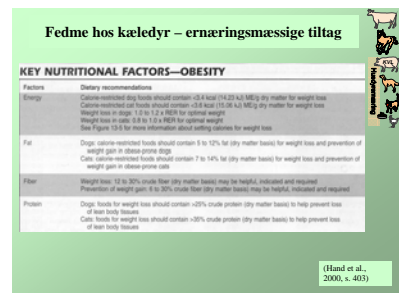 Fedme hos kæledyr – ernæringsmæssige tiltag
KVL
Husdyrernæring
KEY NUTRITIONAL FACTORS—OBESITY
Factors Dietary recommendations
Energy Calorie-restricted dog foods should contain <3.4 kcal (14.23 kJ) ME/g dry matter for weight loss
Calorie-restricted cat foods should contain <3.6 kcal (15.06 kJ) ME/g dry matter for weight loss
Weight loss in dogs: 1.0 to 1.2 x RER for optimal weight
Weight loss in cats: 0.8 to 1.0 x RER for optimal weight
See Figure 13-5 for more information about setting calories for weight loss
Fat Dogs: calorie-restricted foods should contain 5 to 12% fat (dry matter basis) for weight loss and prevention of
weight gain in obese-prone dogs
Cats: calorie-restricted foods should contain 7 to 14% fat (dry matter basis) for weight loss and prevention of
weight gain in obese-prone cats
Fiber Weight loss: 12 to 30% crude fiber (dry matter basis) may be helpful, indicated and required
Prevention of weight gain: 6 to 30% crude fiber (dry matter basis) may be helpful, indicated and required
Protein Dogs: foods for weight loss should contain >25% crude protein (dry matter basis) to help prevent loss
of lean body tissues
Cats: foods for weight loss should contain >35% crude protein (dry matter basis) to help prevent loss
of lean body tissues
(Hand et al.,
2000, s. 403)